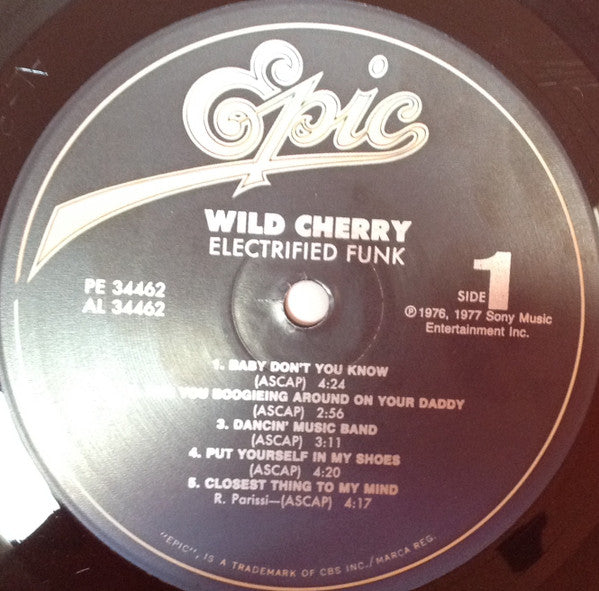 Epic
WILD CHERRY
ELECTRIFIED FUNK
PE 34462
AL 34462
SIDE 1
℗ 1976, 1977 Sony Music
Entertainment Inc.
1. BABY DON'T YOU KNOW
(ASCAP) 4:24
YOU BOOGIEING AROUND ON YOUR DADDY
(ASCAP) 2:56
3. DANCIN' MUSIC BAND
(ASCAP) 3:11
4. PUT YOURSELF IN MY SHOES
(ASCAP) 4:20
5. CLOSEST THING TO MY MIND
R. Parissi—(ASCAP) 4:17
"EPIC", IS A TRADEMARK OF CBS INC./MARCA REG.